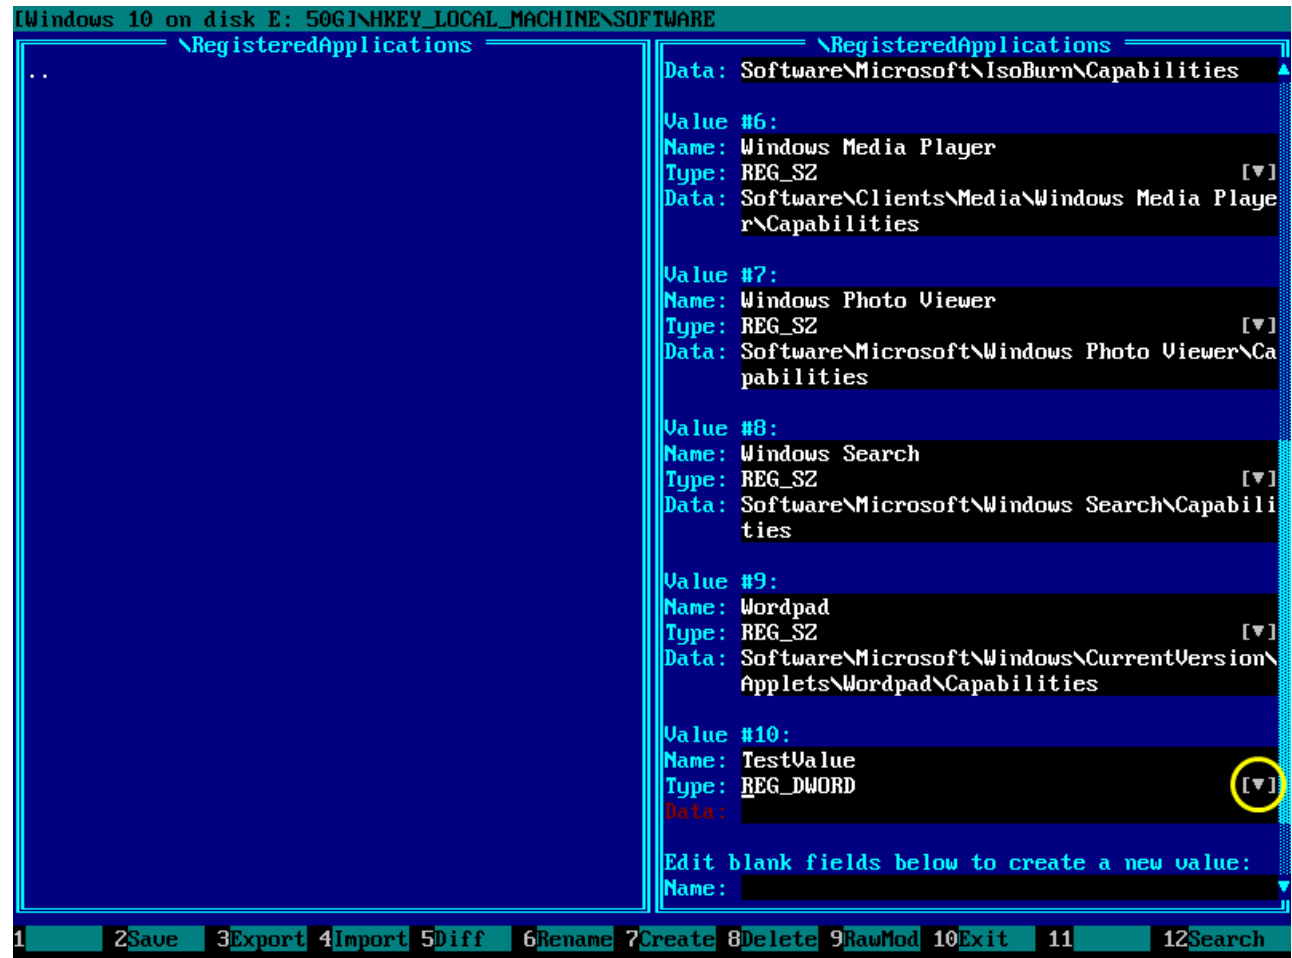 [Windows 10 on disk E: 50G]\HKEY_LOCAL_MACHINE\SOFTWARE
\RegisteredApplications
..
\RegisteredApplications
Data: Software\Microsoft\IsoBurn\Capabilities
Value #6:
Name: Windows Media Player
Type: REG_SZ [▼]
Data: Software\Clients\Media\Windows Media Playe
r\Capabilities
Value #7:
Name: Windows Photo Viewer
Type: REG_SZ [▼]
Data: Software\Microsoft\Windows Photo Viewer\Ca
pabilities
Value #8:
Name: Windows Search
Type: REG_SZ [▼]
Data: Software\Microsoft\Windows Search\Capabili
ties
Value #9:
Name: Wordpad
Type: REG_SZ [▼]
Data: Software\Microsoft\Windows\CurrentVersion\
Applets\Wordpad\Capabilities
Value #10:
Name: TestValue
Type: REG_DWORD [▼]
Data:
Edit blank fields below to create a new value:
Name:
1 2Save 3Export 4Import 5Diff 6Rename 7Create 8Delete 9RawMod 10Exit 11 12Search